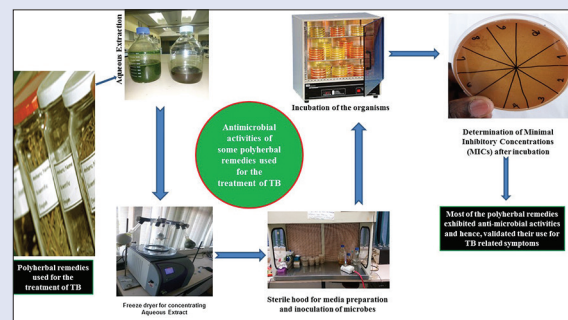 Aqueous Extraction
Incubation of the organisms
Antimicrobial
activities of
some polyherbal
remedies used
for the
treatment of TB
Determination of Minimal
Inhibitory Concentrations
(MICs) after incubation
Polyherbal remedies
used for the
treatment of TB
Freeze dryer for concentrating
Aqueous Extract
Sterile hood for media preparation
and inoculation of microbes
Most of the polyherbal remedies
exhibited anti-microbial activities
and hence, validated their use for
TB related symptoms